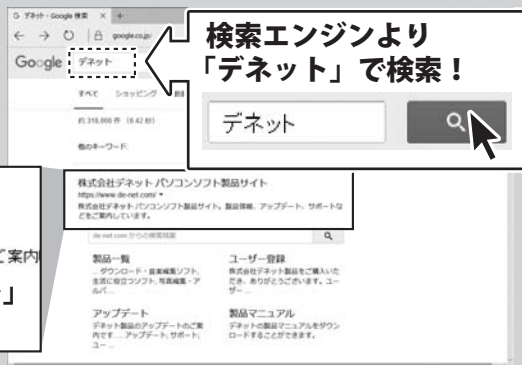 G デネット - Google 検索 × +
google.co.jp/
検索エンジンより
「デネット」で検索！
Google デネット
すべて ショッピング
デネット
約 318,000 件 （0.42 秒）
他のキーワード:
株式会社デネット パソコンソフト製品サイト
https://www.de-net.com/
株式会社デネット パソコンソフト製品サイト。製品情報、アップデート、サポートな
どをご案内しています。
de-net.com からの検索結果
ご案内
」
製品一覧
... ダウンロード・音楽編集ソフト,
生活に役立つソフト, 写真編集・ア
ルバ ...
ユーザー登録
株式会社デネット製品をご購入いた
だき、ありがとうございます。ユー
ザー ...
アップデート
デネット製品のアップデートのご案
内です ... アップデート, サポート,
ユー ...
製品マニュアル
デネットの製品マニュアルをダウン
ロードすることができます。